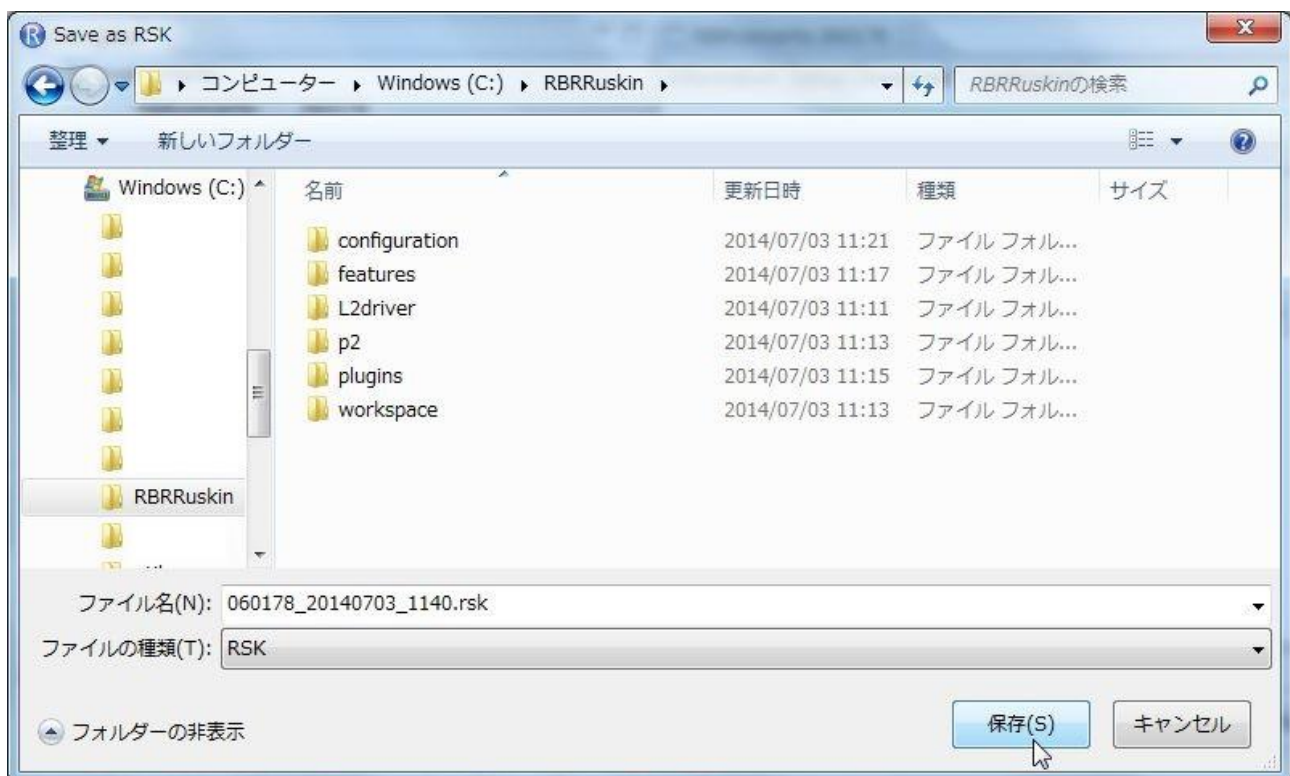 Save as RSK
コンピューター ▸ Windows (C:) ▸ RBRRuskin ▸
RBRRuskinの検索
整理 ▼ 新しいフォルダー
Windows (C:)
RBRRuskin
名前 更新日時 種類 サイズ
configuration 2014/07/03 11:21 ファイル フォル...
features 2014/07/03 11:17 ファイル フォル...
L2driver 2014/07/03 11:11 ファイル フォル...
p2 2014/07/03 11:13 ファイル フォル...
plugins 2014/07/03 11:15 ファイル フォル...
workspace 2014/07/03 11:13 ファイル フォル...
ファイル名(N): 060178_20140703_1140.rsk
ファイルの種類(T): RSK
フォルダーの非表示
保存(S) キャンセル